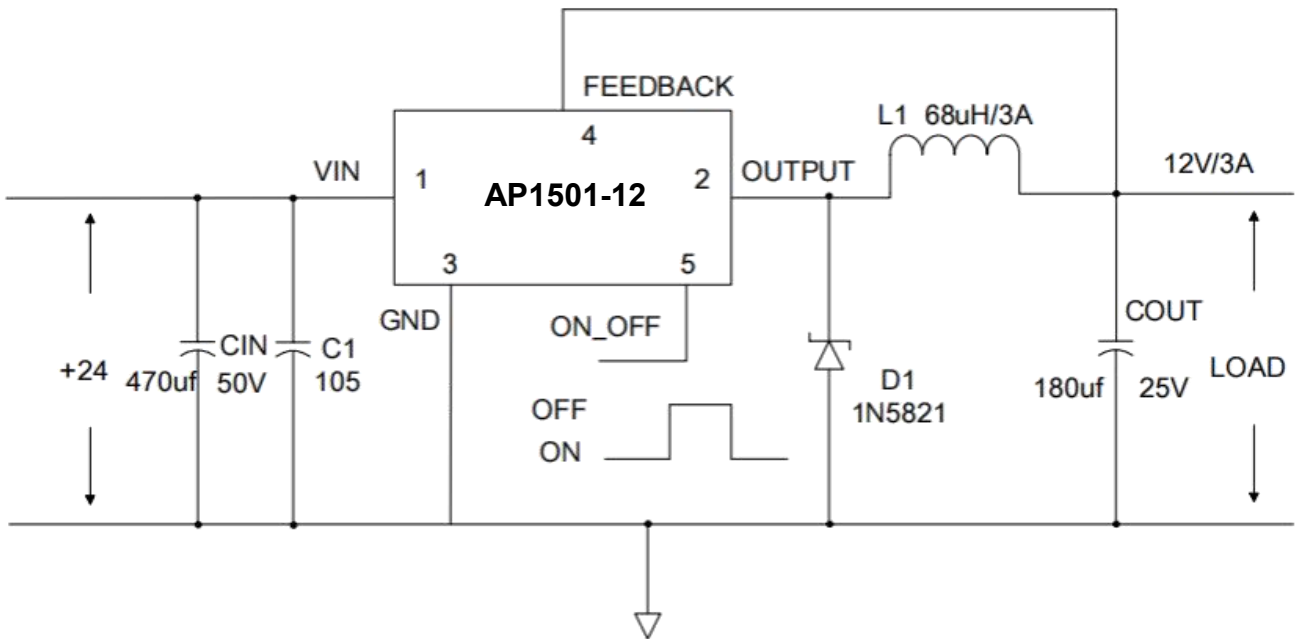 FEEDBACK
L1 68uH/3A
4
VIN
1
AP1501-12
2
OUTPUT
12V/3A
3
5
GND
ON_OFF
CIN
C1
COUT
+24
470uf
50V
105
D1
1N5821
180uf
25V
LOAD
OFF
ON